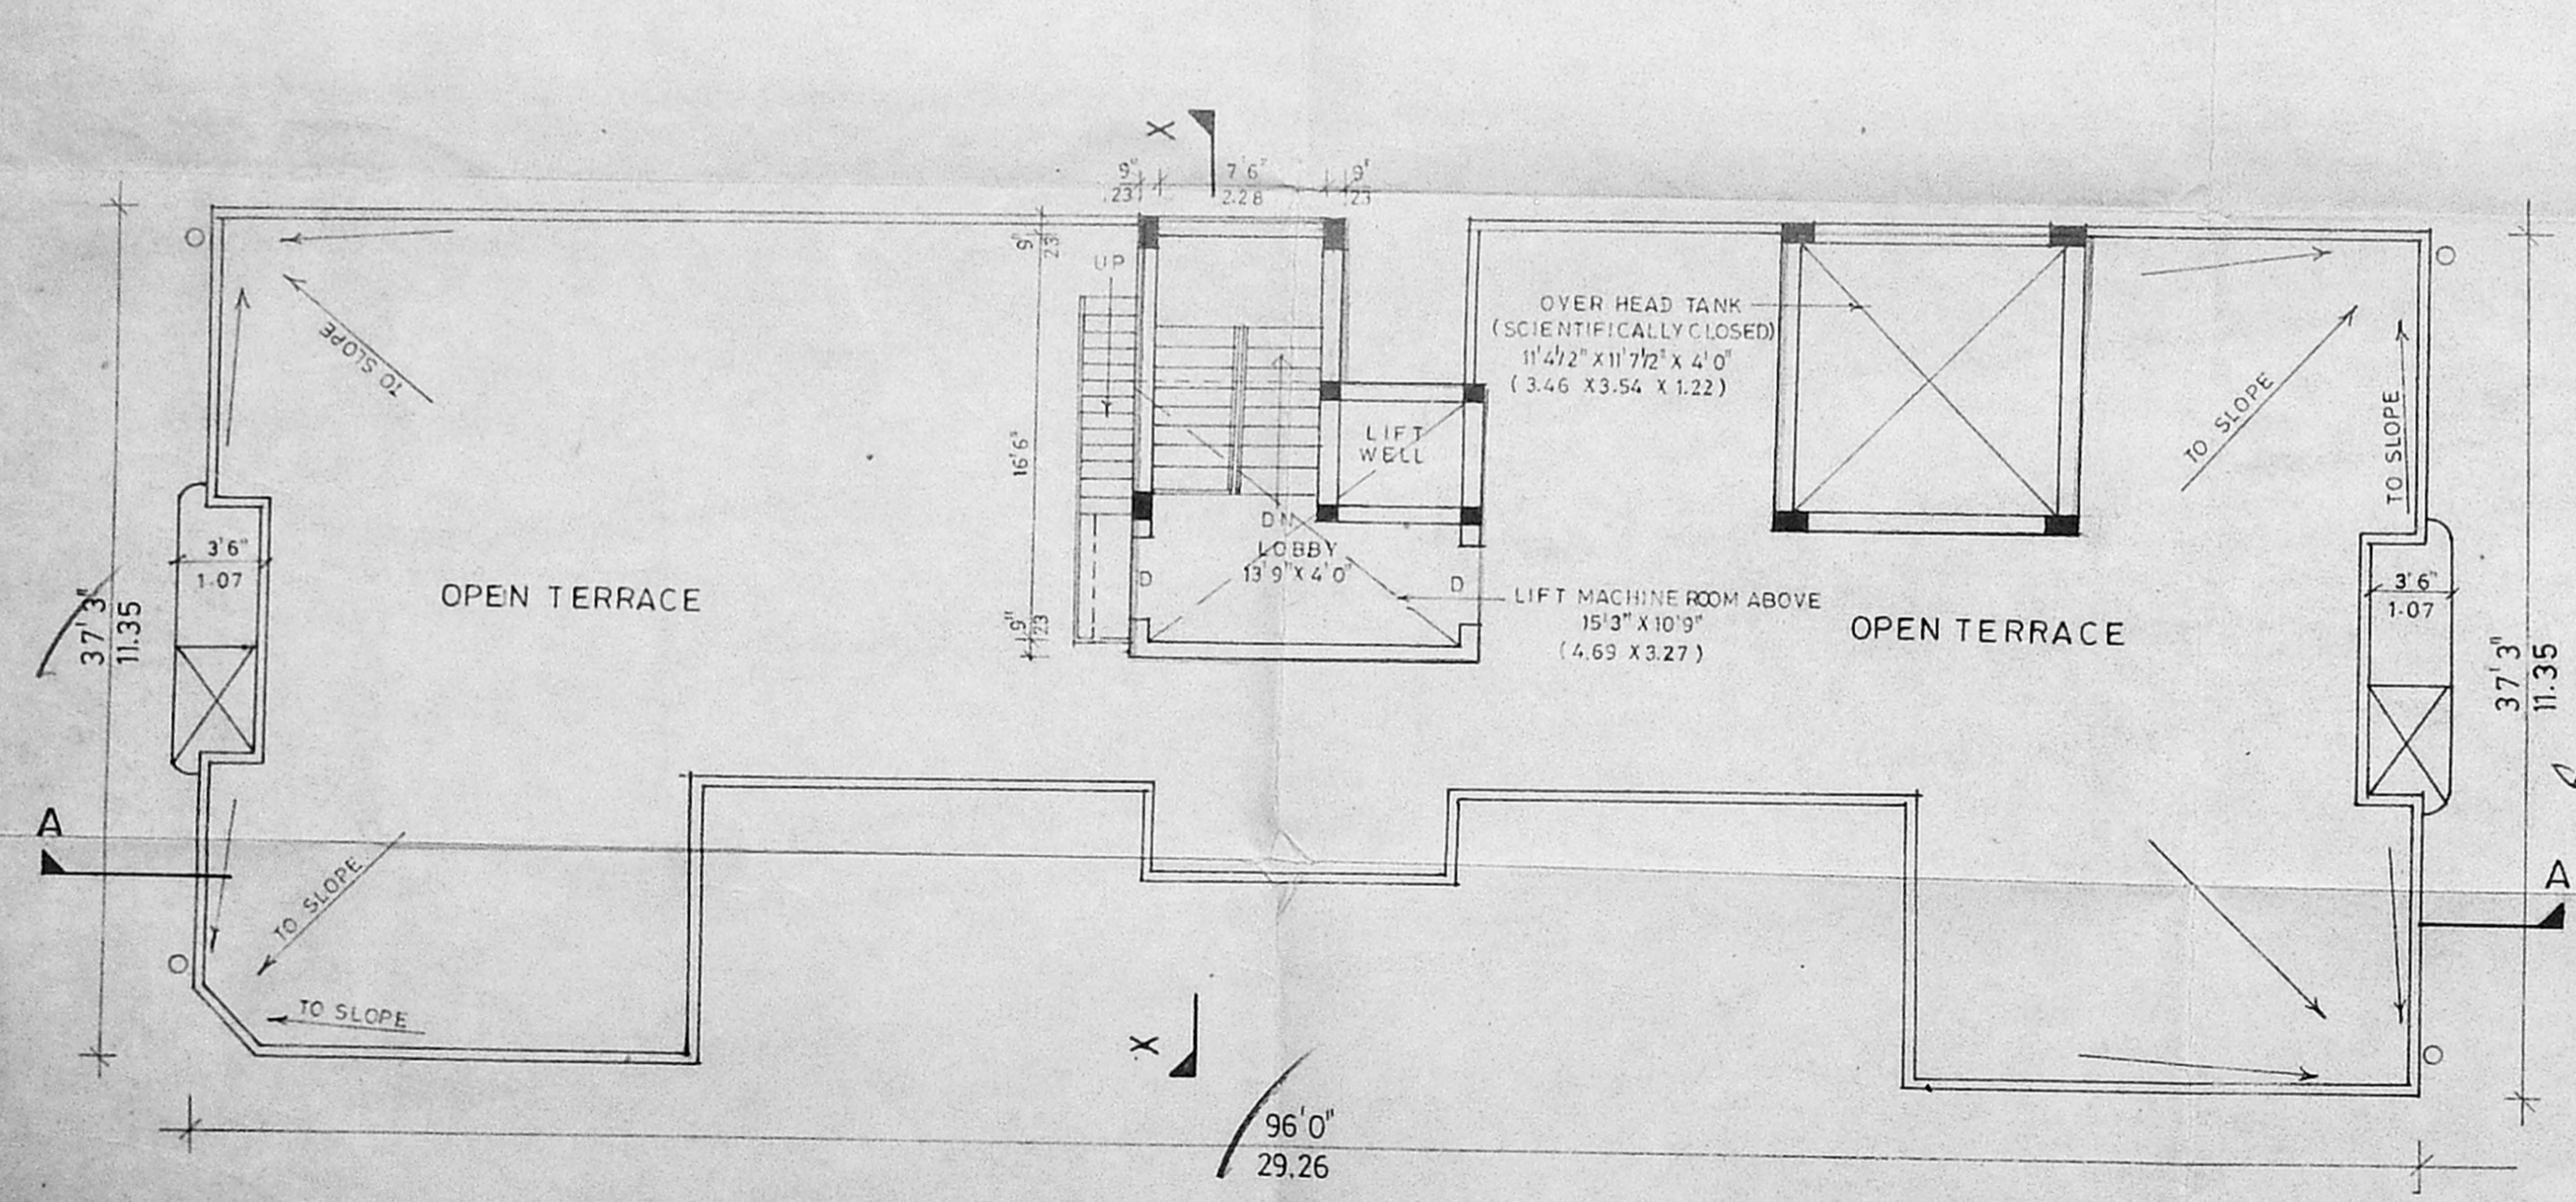 X
9" 7'6" 9"
23 2.28 23
9"
23
UP
16'6"
9"
23
OVER HEAD TANK
(SCIENTIFICALLY CLOSED)
11'4 1/2" X 11'7 1/2" X 4'0"
( 3.46 X 3.54 X 1.22 )
TO SLOPE
TO SLOPE
TO SLOPE
LIFT
WELL
DN
LOBBY
13'9" X 4'0"
D
D
3'6"
1.07
37'3"
11.35
OPEN TERRACE
LIFT MACHINE ROOM ABOVE
15'3" X 10'9"
(4.69 X 3.27 )
OPEN TERRACE
3'6"
1.07
37'3"
11.35
A
A
TO SLOPE
TO SLOPE
X
96'0"
29.26